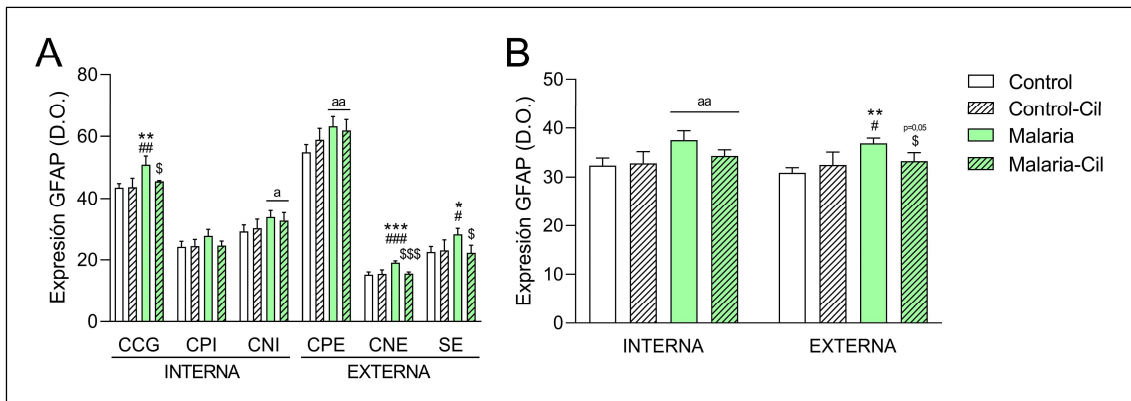 A
Expresión GFAP (D.O.)
80
60
40
20
0
**
##
$
a
aa
***
###
$$$
*
#
$
CCG CPI CNI CPE CNE SE
INTERNA EXTERNA
B
Expresión GFAP (D.O.)
50
40
30
20
10
0
aa
**
#
p=0.05
$
INTERNA EXTERNA
Control
Control-Cil
Malaria
Malaria-Cil